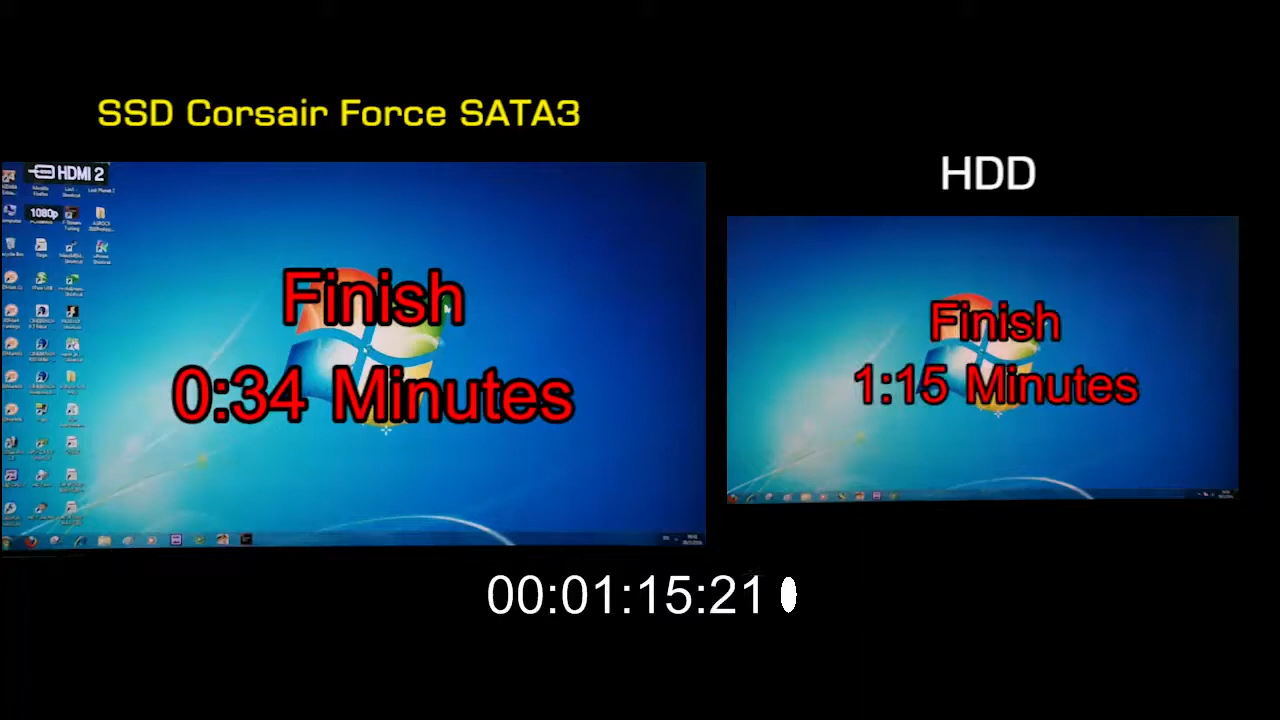 SSD Corsair Force SATA3
HDD
HDMI 2
1080p
Finish
0:34 Minutes
Finish
1:15 Minutes
00:01:15:21